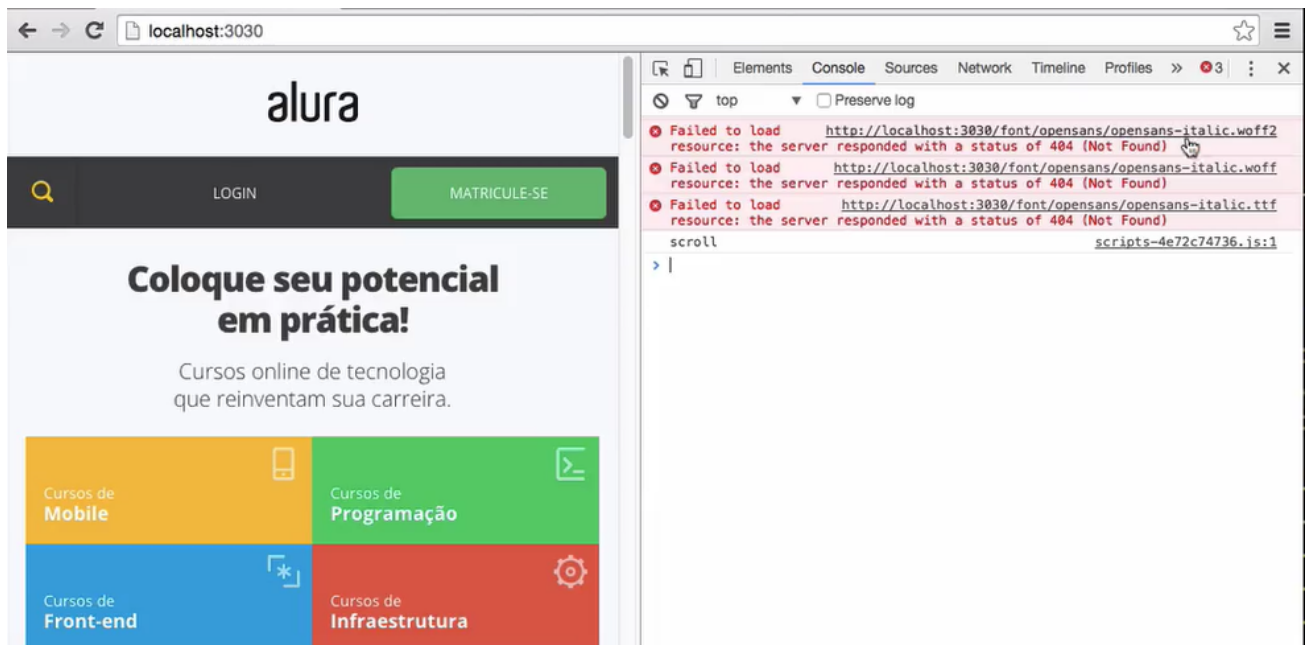 localhost:3030
alura
LOGIN
MATRICULE-SE
Coloque seu potencial
em prática!
Cursos online de tecnologia
que reinventam sua carreira.
Cursos de
Mobile
Cursos de
Programação
Cursos de
Front-end
Cursos de
Infraestrutura
Elements Console Sources Network Timeline Profiles » 3
top Preserve log
Failed to load http://localhost:3030/font/opensans/opensans-italic.woff2
resource: the server responded with a status of 404 (Not Found)
Failed to load http://localhost:3030/font/opensans/opensans-italic.woff
resource: the server responded with a status of 404 (Not Found)
Failed to load http://localhost:3030/font/opensans/opensans-italic.ttf
resource: the server responded with a status of 404 (Not Found)
scroll scripts-4e72c74736.js:1